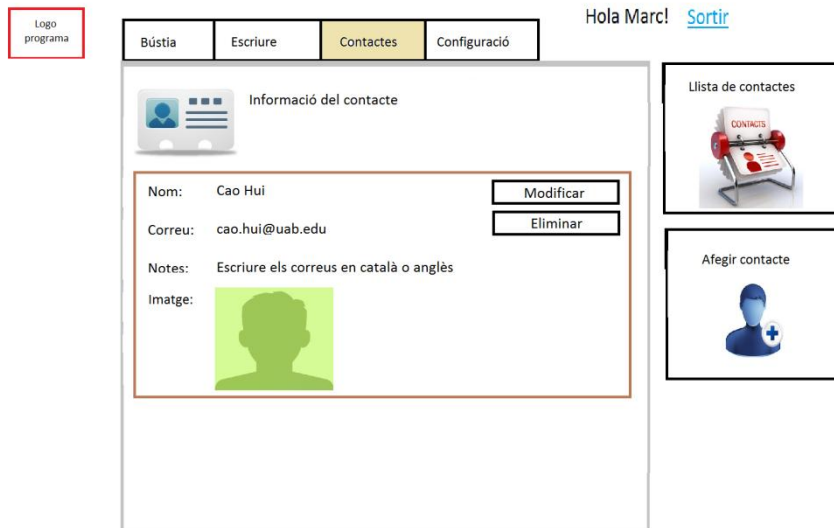 Logo
programa
Hola Marc! Sortir
Bústia Escriure Contactes Configuració
Informació del contacte
Nom: Cao Hui
Modificar
Correu: cao.hui@uab.edu
Eliminar
Notes: Escriure els correus en català o anglès
Imatge:
Llista de contactes
CONTACTS
Afegir contacte